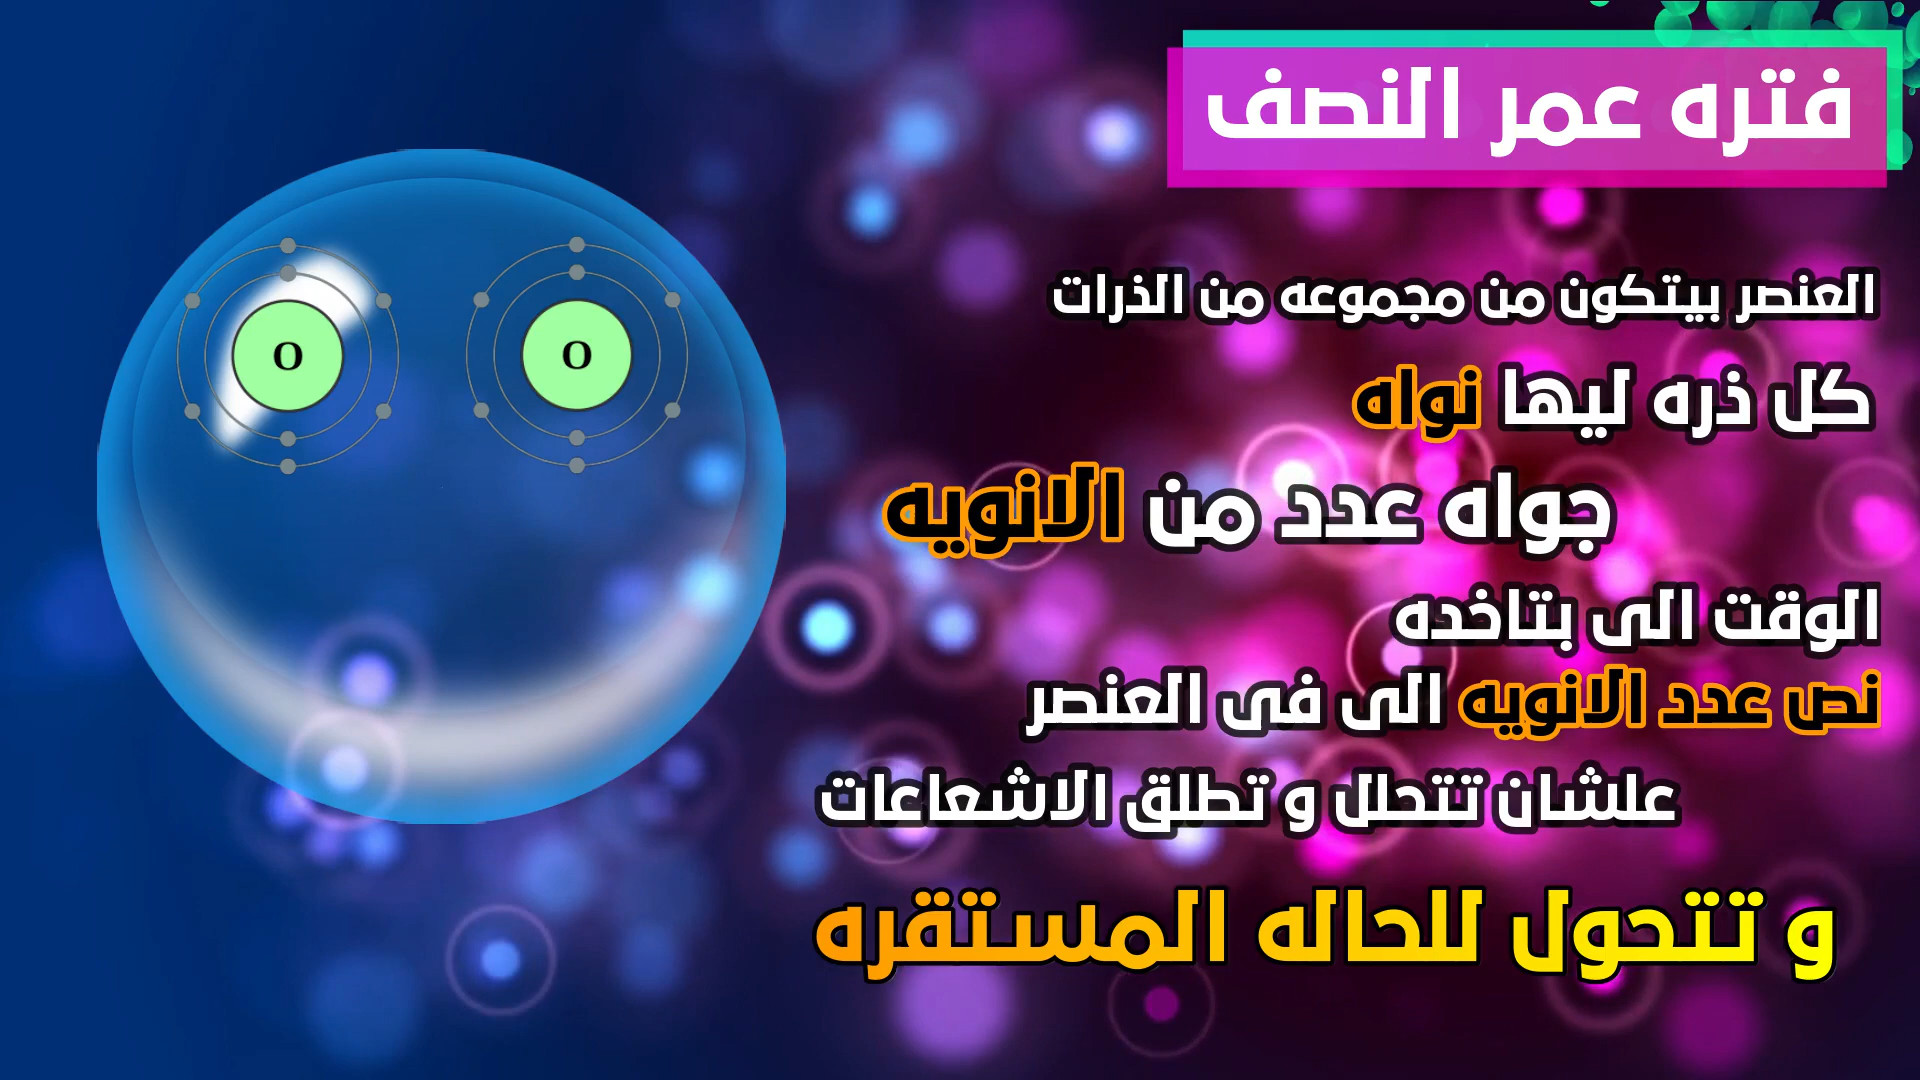 فتره عمر النصف
العنصر بيتكون من مجموعه من الذرات
كل ذره ليها نواه
جواه عدد من الانويه
الوقت الى بتاخده
نص عدد الانويه الى فى العنصر
علشان تتحلل و تطلق الاشعاعات
و تتحول للحاله المستقره
O
O